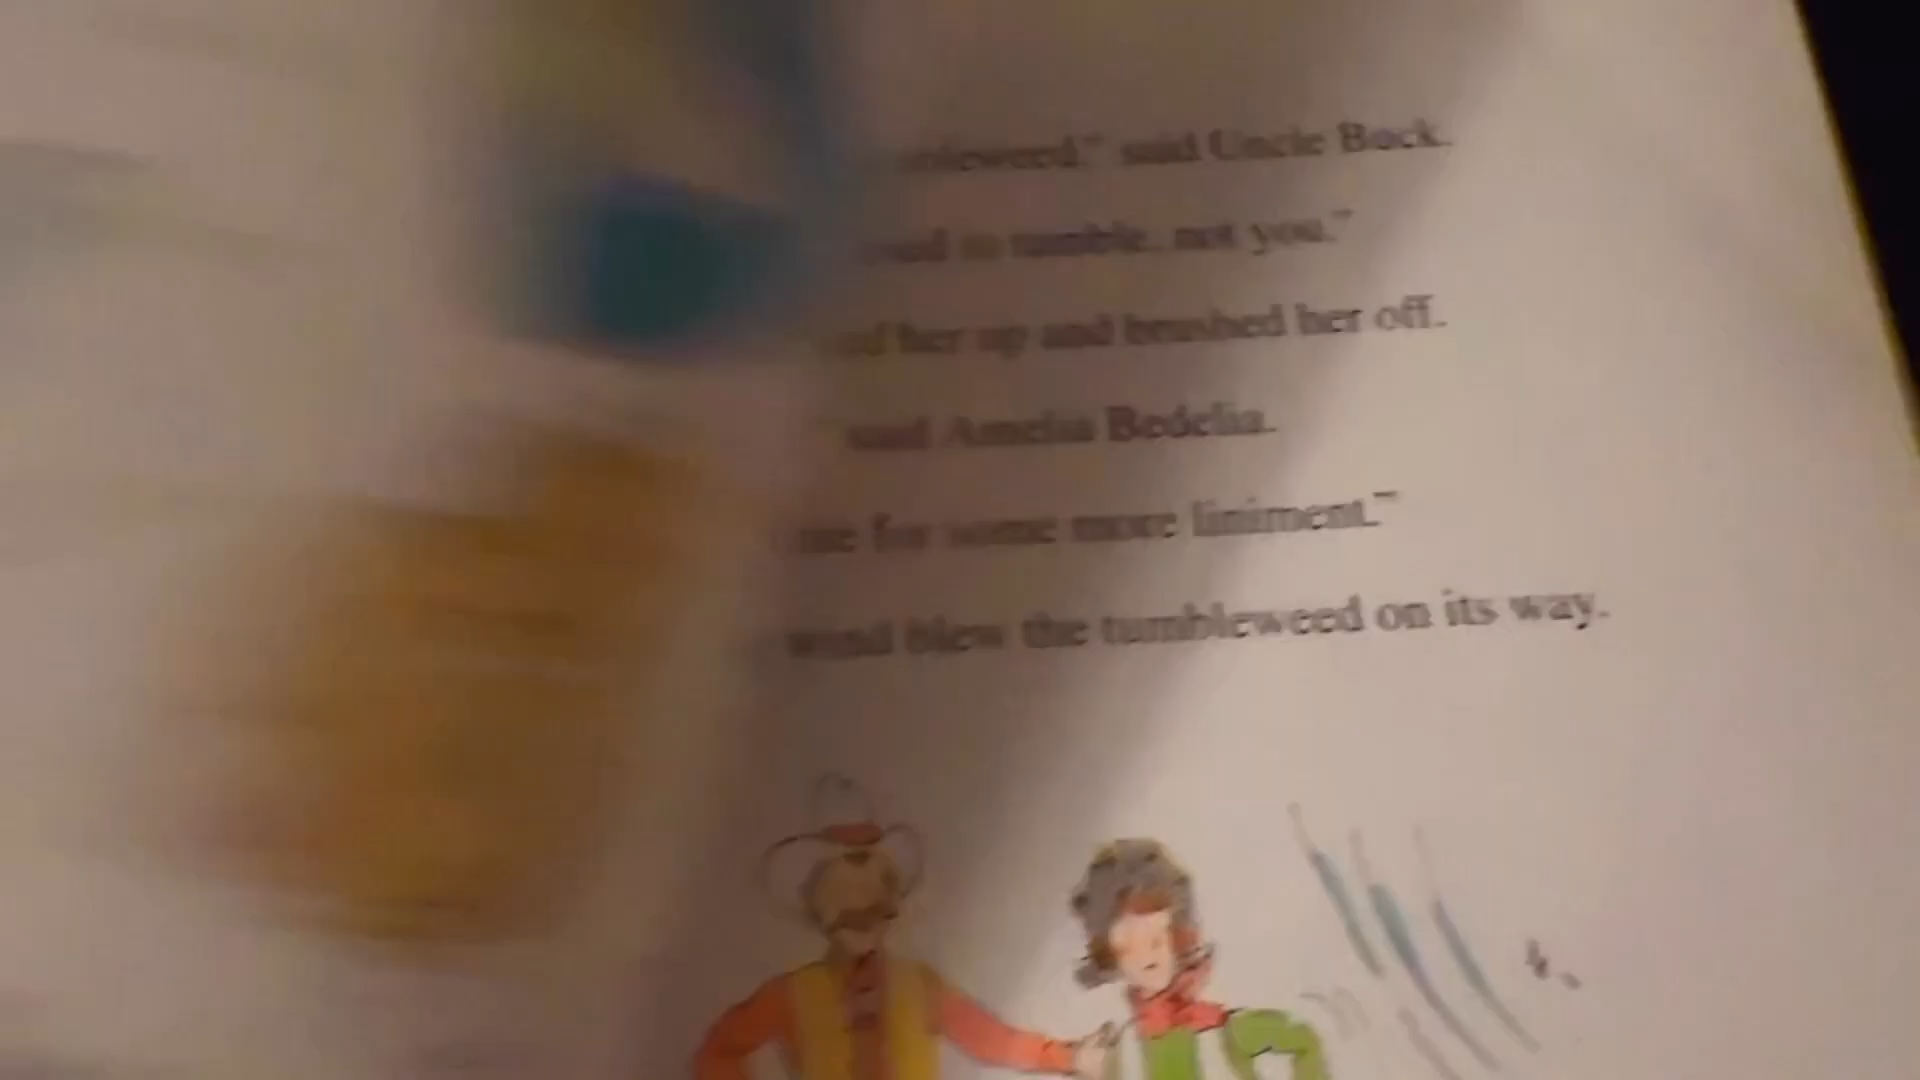 said Uncle Buck.
to tumble, not you."
her up and brushed her off.
said Amelia Bedelia.
for some more liniment."
wind blew the tumbleweed on its way.